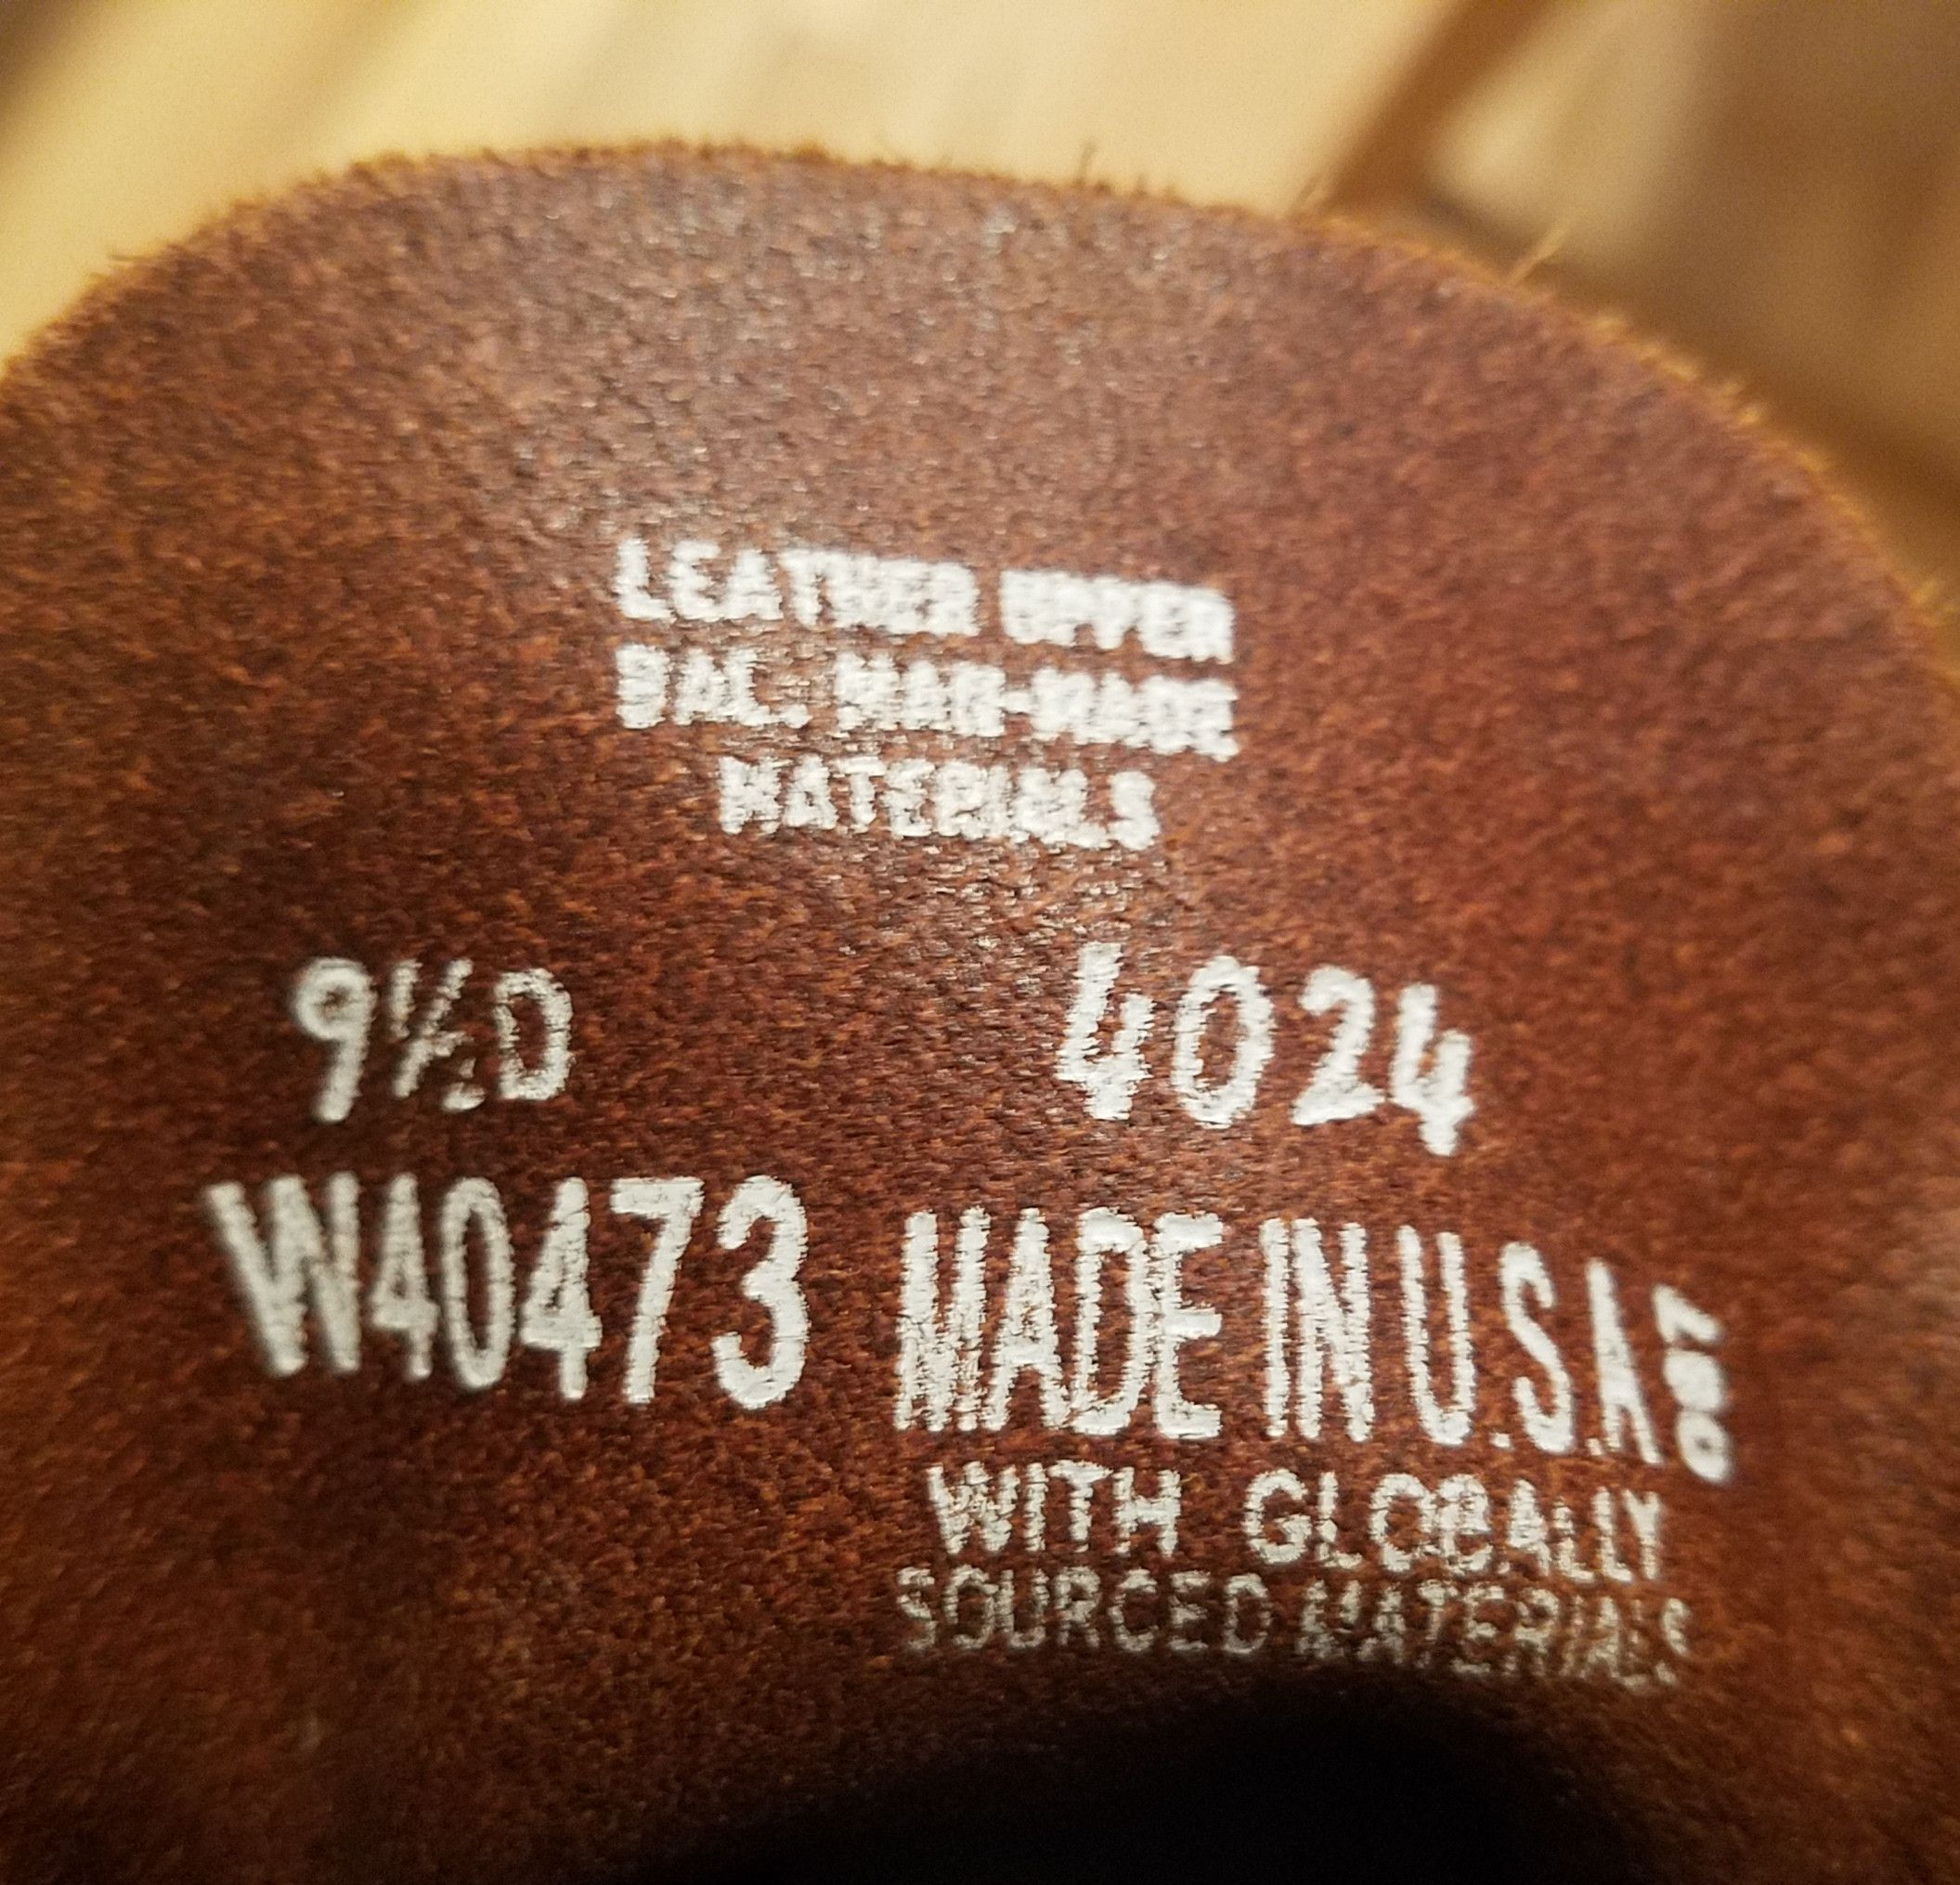 LEATHER UPPER
BAL. MAN-MADE
MATERIALS
9½D 4024
W40473
MADE IN U.S.A
WITH GLOBALLY
SOURCED MATERIALS